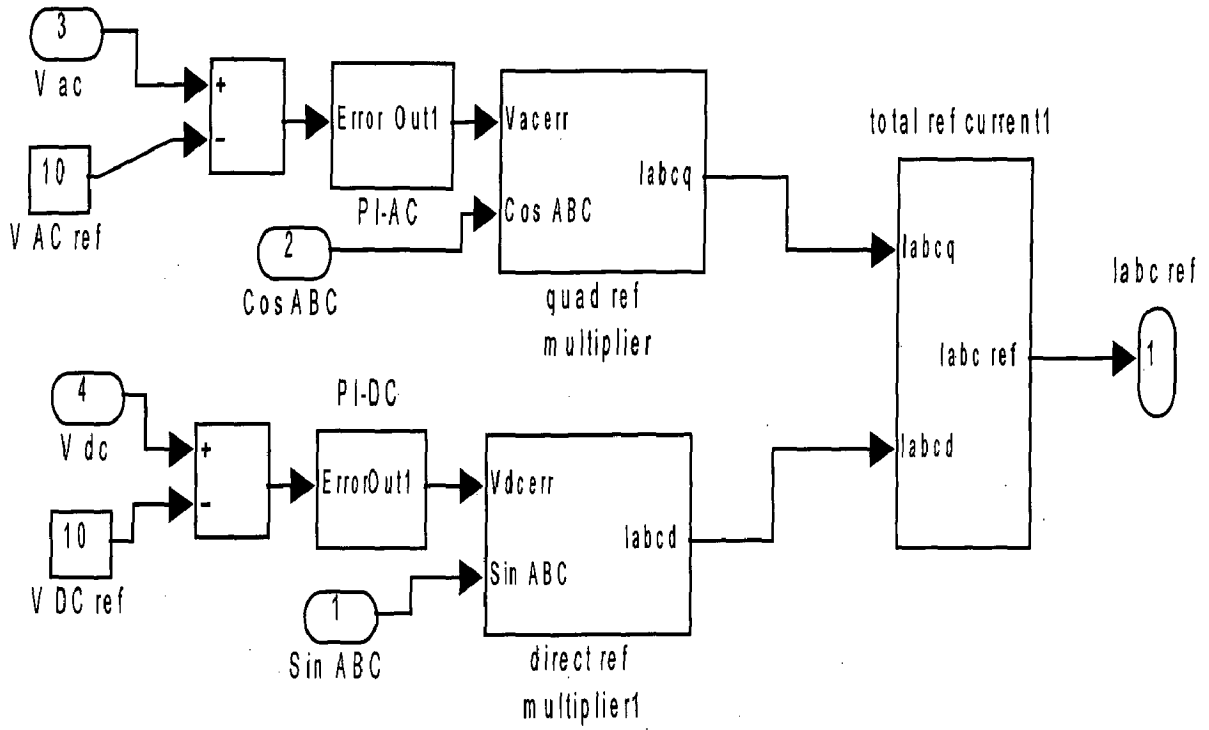 3
V ac
+
-
10
V AC ref
Error Out1
PI-AC
2
Cos ABC
Vacerr
Iabcq
Cos ABC
quad ref
multiplier
total ref current1
Iabcq
Iabc ref
Iabcd
Iabc ref
1
4
V dc
+
-
10
V DC ref
PI-DC
ErrorOut1
1
Sin ABC
Vdcerr
Iabcd
Sin ABC
direct ref
multiplier1